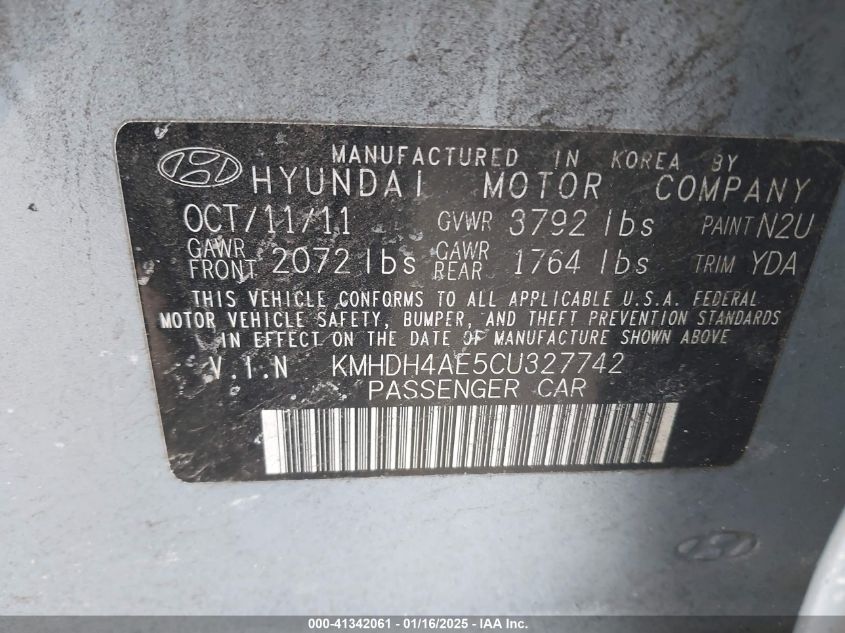 MANUFACTURED IN KOREA BY
HYUNDAI MOTOR COMPANY
OCT/11/11 GVWR 3792 lbs PAINT N2U
GAWR FRONT 2072 lbs GAWR REAR 1764 lbs TRIM YDA
THIS VEHICLE CONFORMS TO ALL APPLICABLE U.S.A. FEDERAL
MOTOR VEHICLE SAFETY, BUMPER, AND THEFT PREVENTION STANDARDS
IN EFFECT ON THE DATE OF MANUFACTURE SHOWN ABOVE
V.I.N KMHDH4AE5CU327742
PASSENGER CAR
000-41342061 - 01/16/2025 - IAA Inc.